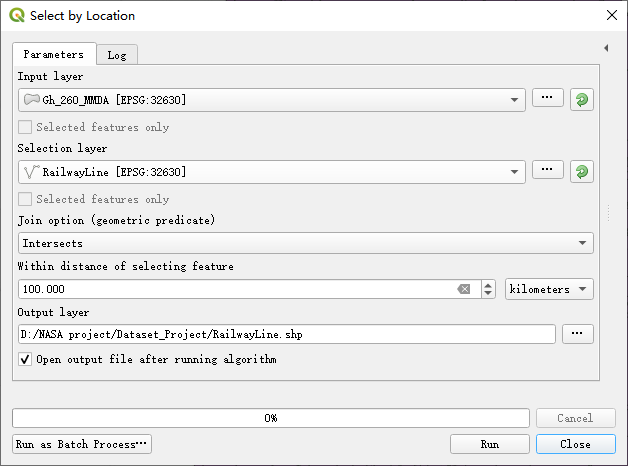 Select by Location
Parameters
Log
Input layer
Gh_260_MMDA [EPSG:32630]
...
Selected features only
Selection layer
RailwayLine [EPSG:32630]
...
Selected features only
Join option (geometric predicate)
Intersects
Within distance of selecting feature
100.000
kilometers
Output layer
D:/NASA project/Dataset_Project/RailwayLine.shp
...
Open output file after running algorithm
0%
Cancel
Run as Batch Process…
Run
Close